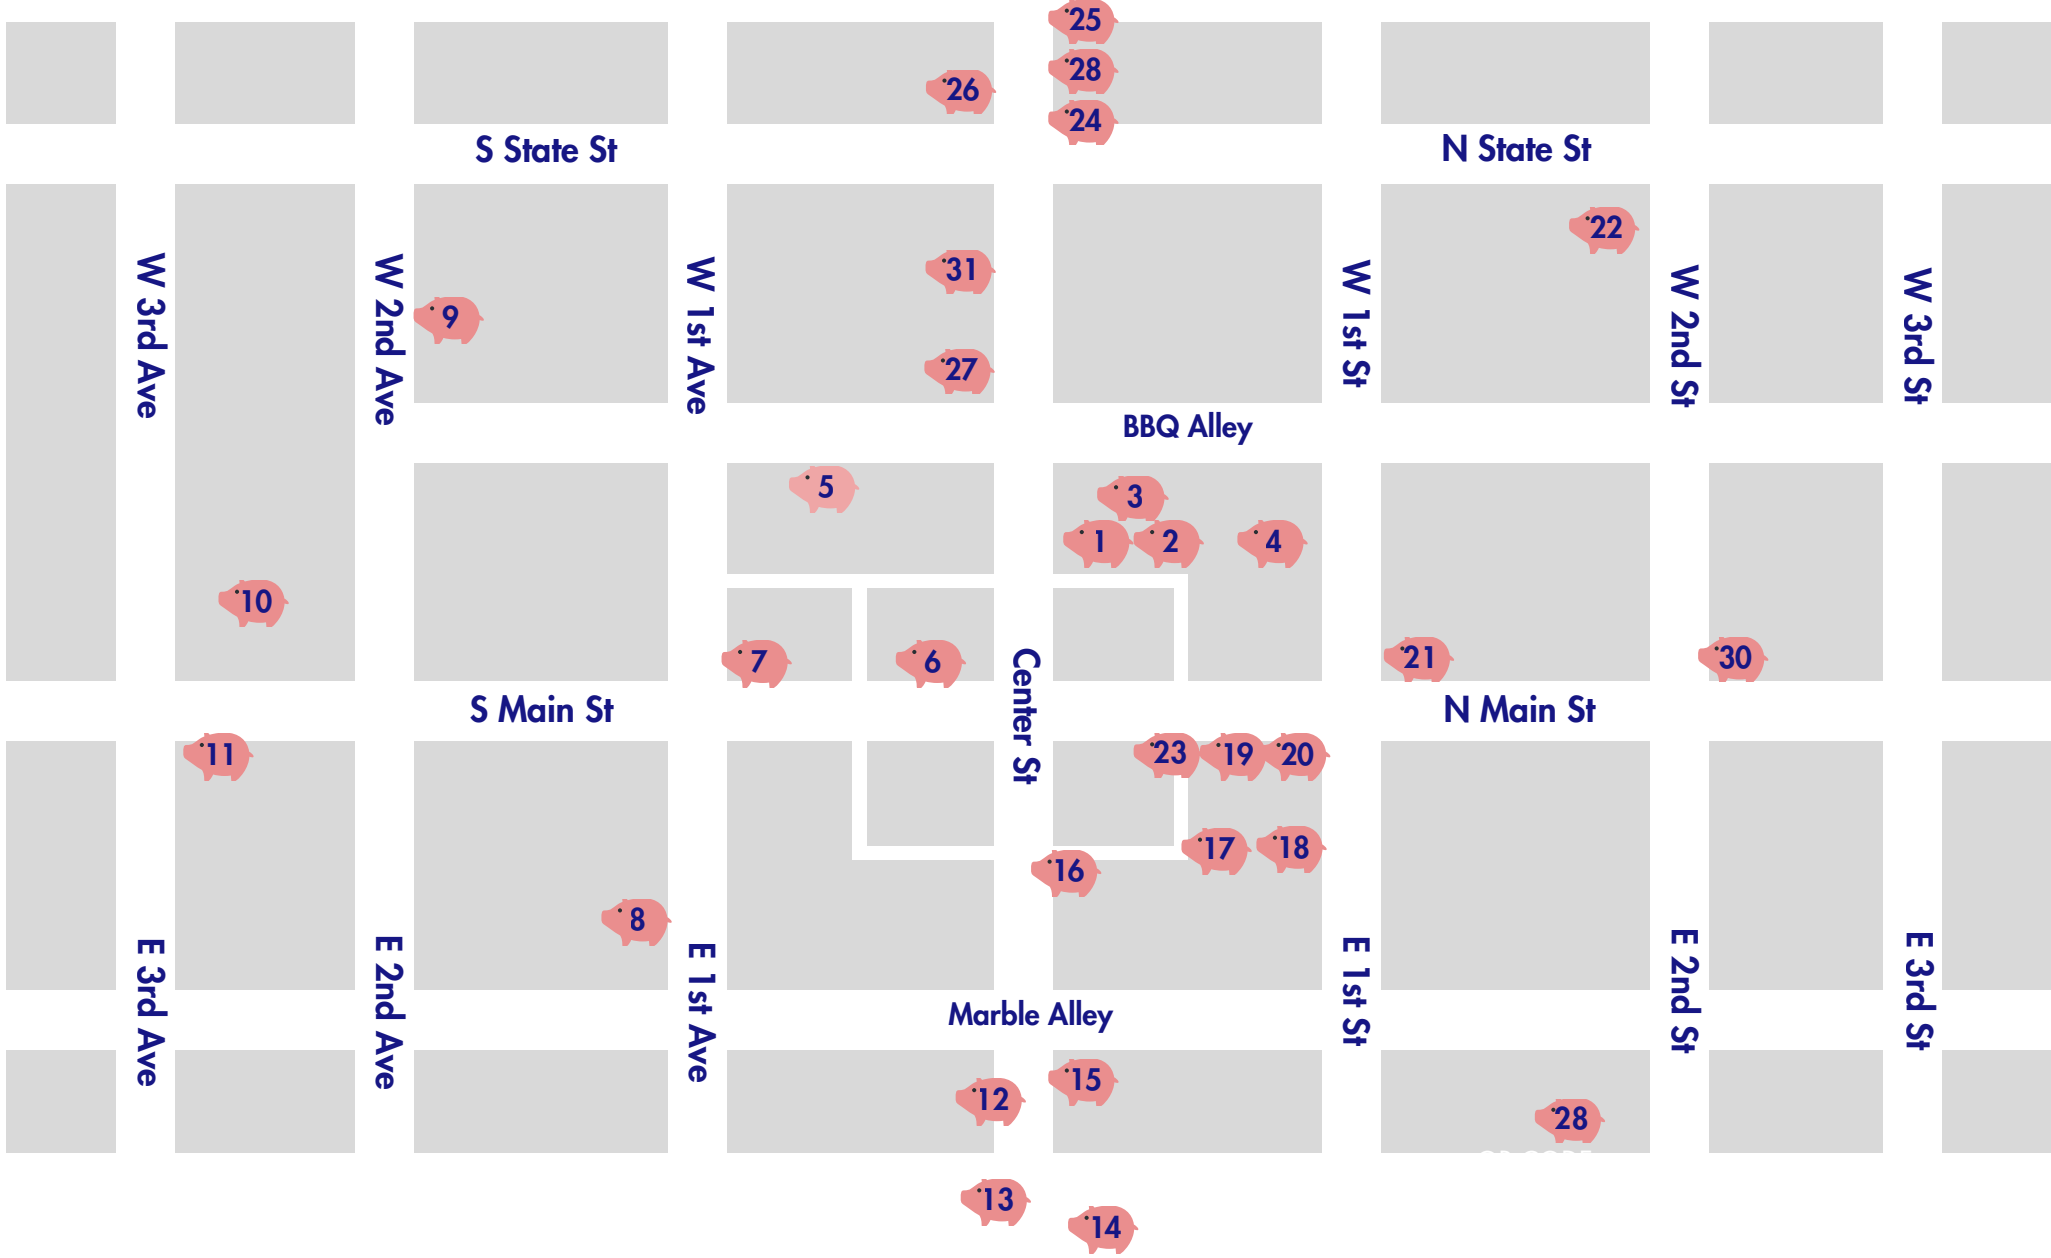 25
28
26
24
S State St
N State St
22
31
W 3rd Ave
W 2nd Ave
W 1st Ave
W 1st St
W 2nd St
W 3rd St
9
27
BBQ Alley
5
3
1
2
4
10
7
6
21
30
Center St
S Main St
N Main St
11
23
19
20
17
18
16
8
E 3rd Ave
E 2nd Ave
E 1st Ave
E 1st St
E 2nd St
E 3rd St
Marble Alley
15
12
28
13
14